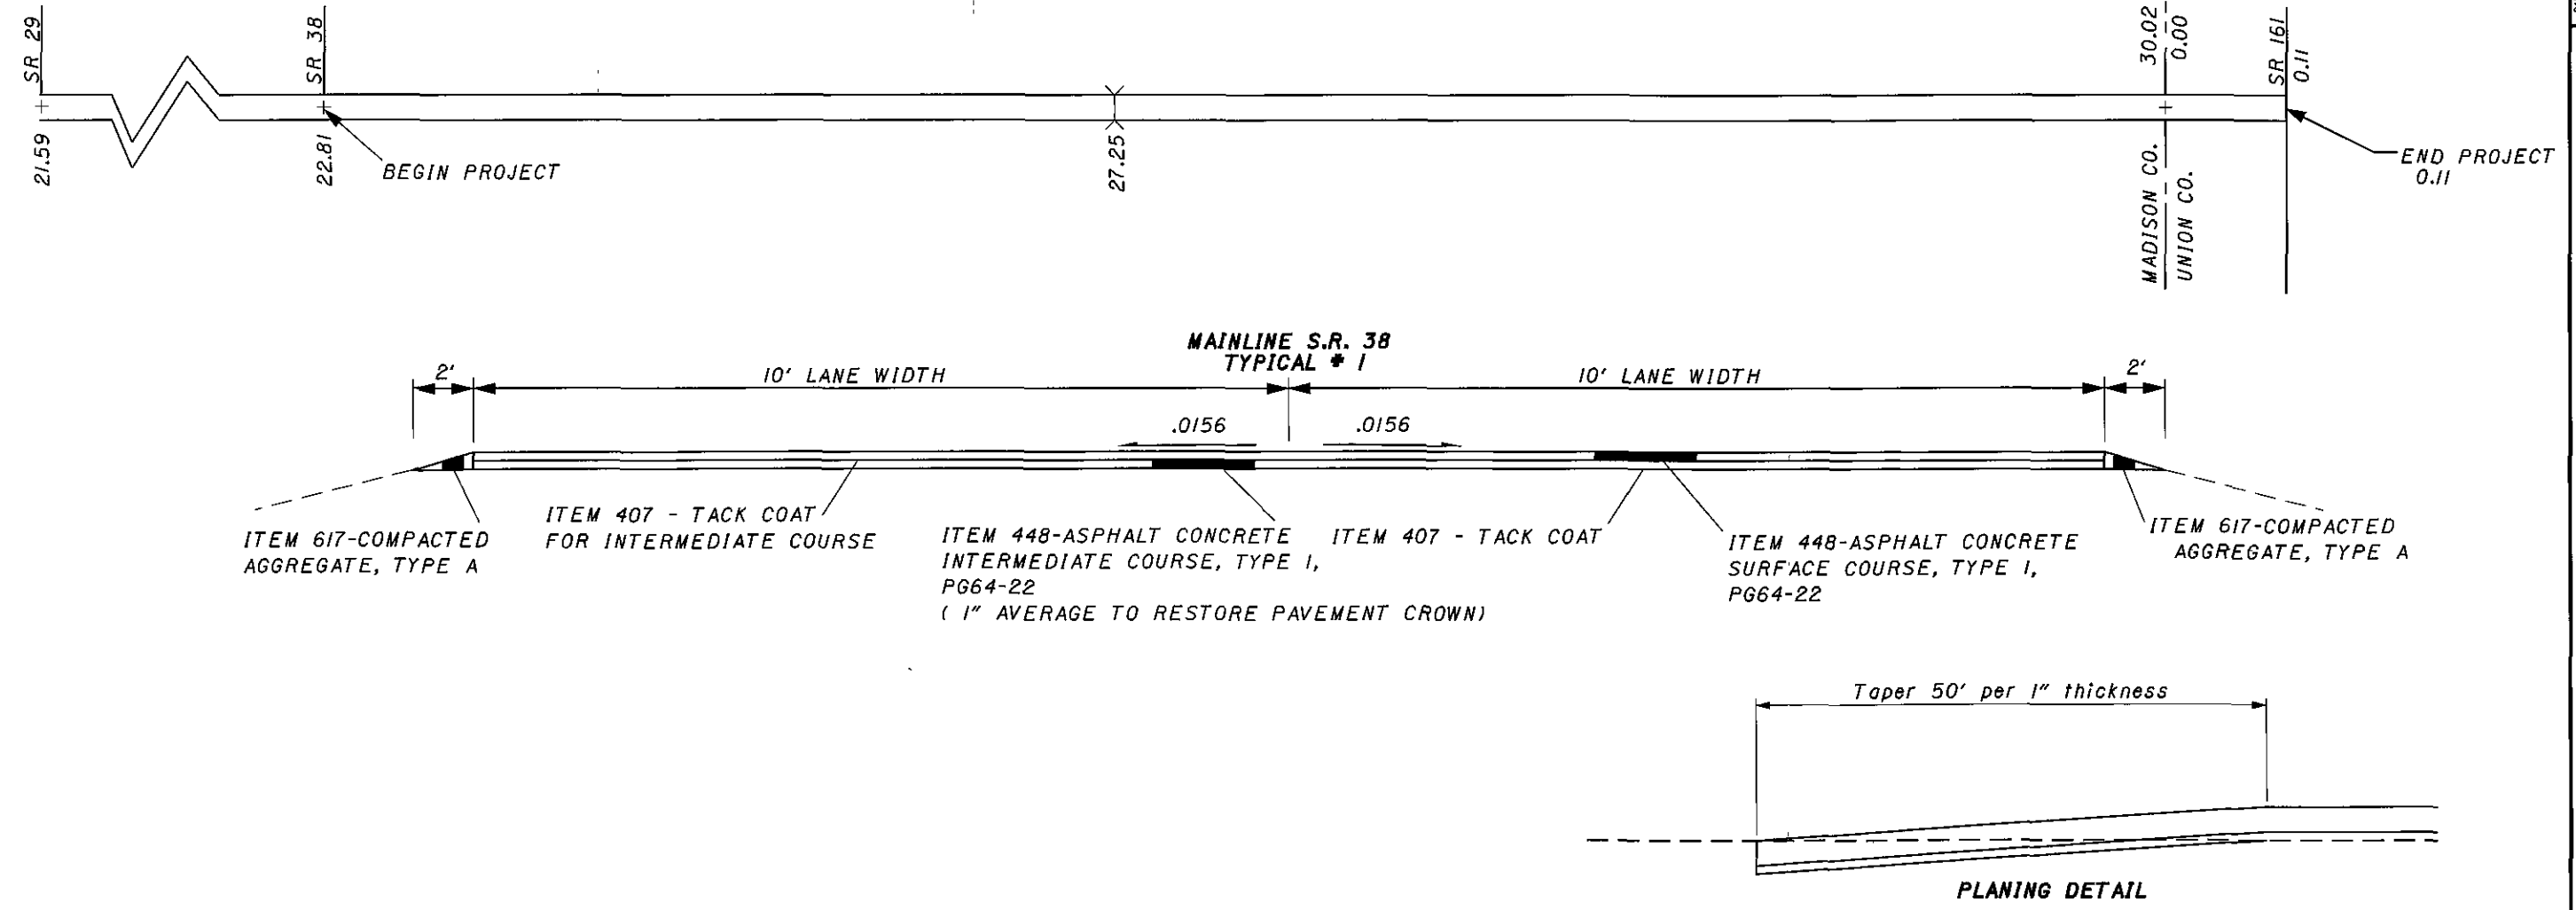 SR 29
21.59
SR 38
22.81
BEGIN PROJECT
27.25
30.02
0.00
MADISON CO.
UNION CO.
SR 161
0.11
END PROJECT
0.11
MAINLINE S.R. 38
TYPICAL # 1
2'
10' LANE WIDTH
10' LANE WIDTH
2'
.0156
.0156
ITEM 617-COMPACTED
AGGREGATE, TYPE A
ITEM 407 - TACK COAT
FOR INTERMEDIATE COURSE
ITEM 448-ASPHALT CONCRETE
INTERMEDIATE COURSE, TYPE 1,
PG64-22
( 1" AVERAGE TO RESTORE PAVEMENT CROWN)
ITEM 407 - TACK COAT
ITEM 448-ASPHALT CONCRETE
SURFACE COURSE, TYPE 1,
PG64-22
ITEM 617-COMPACTED
AGGREGATE, TYPE A
Taper 50' per 1" thickness
PLANING DETAIL